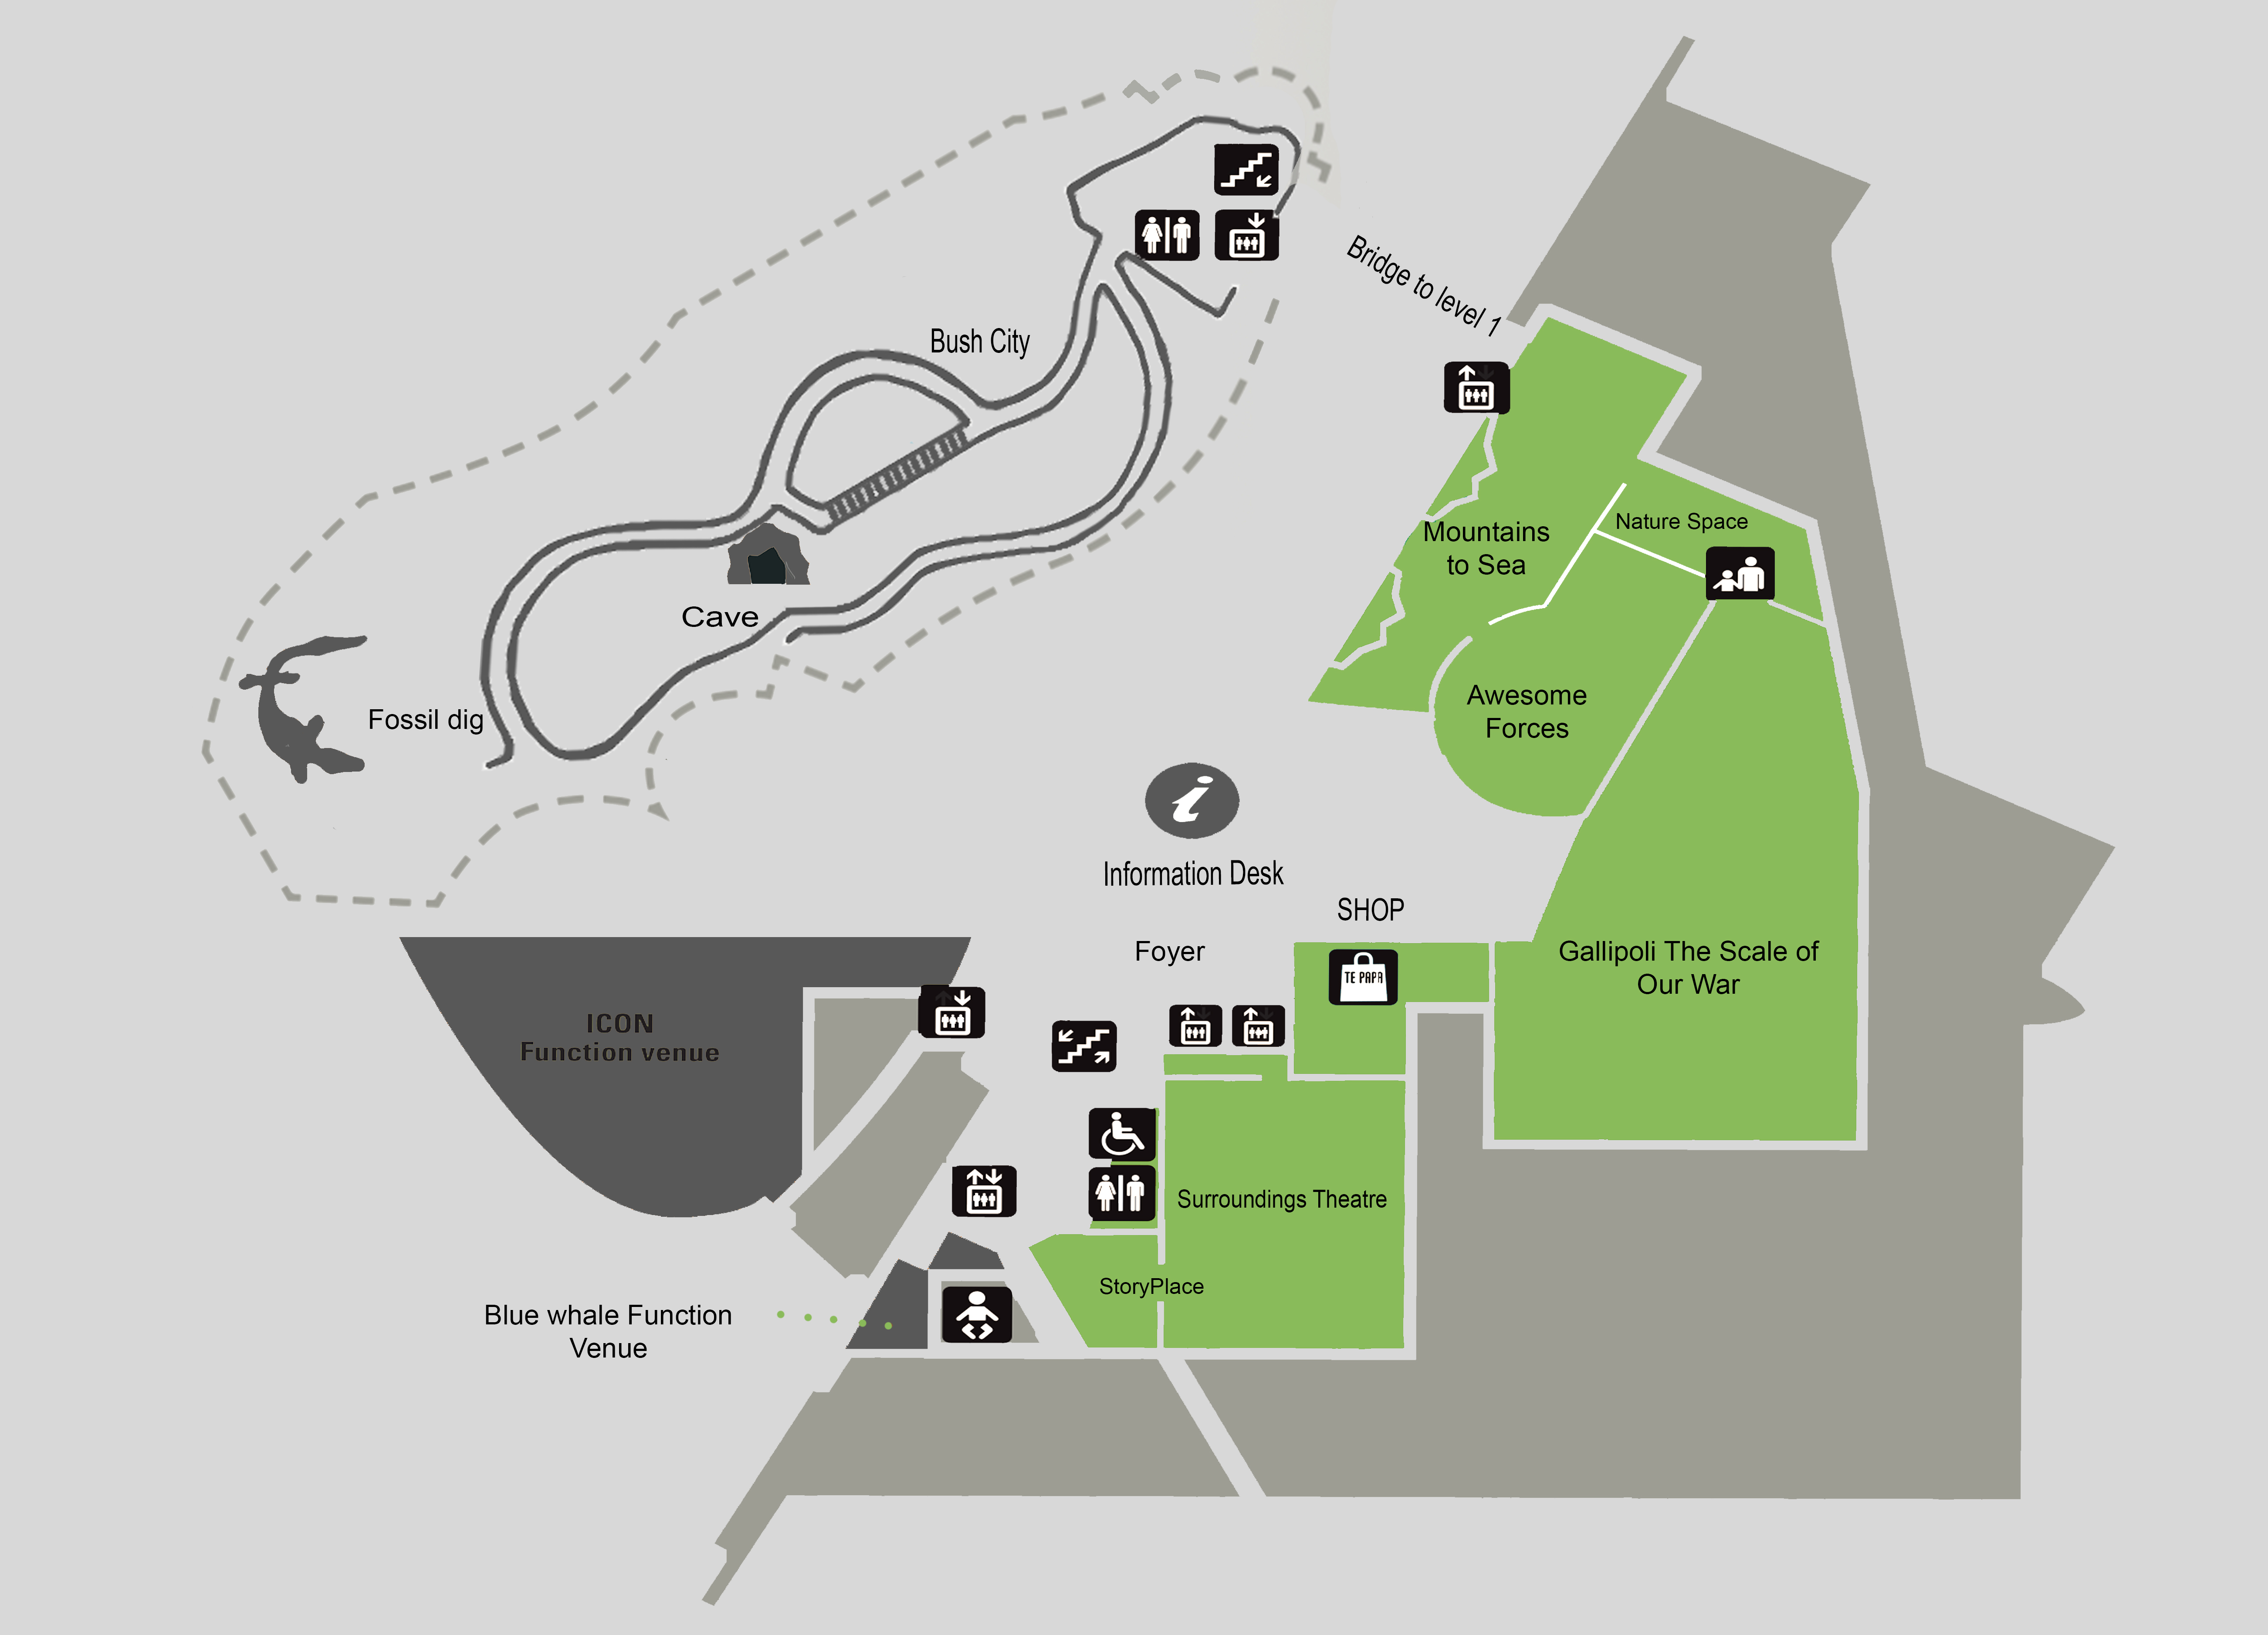 Bridge to level 1
Bush City
Nature Space
Mountains
to Sea
Cave
Fossil dig
Awesome
Forces
i
Information Desk
SHOP
Foyer
TE PAPA
Gallipoli The Scale of
Our War
ICON
Function venue
Surroundings Theatre
StoryPlace
Blue whale Function
Venue